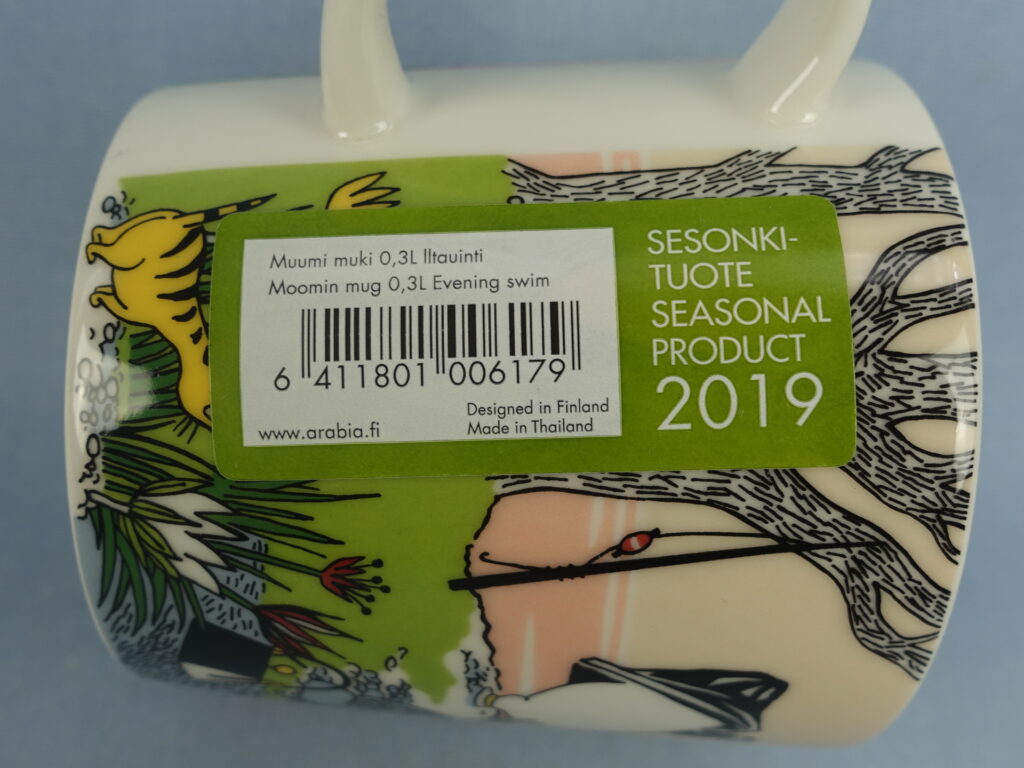 Muumi muki 0,3L Iltauinti
Moomin mug 0,3L Evening swim
6 411801 006179
Designed in Finland
www.arabia.fi Made in Thailand
SESONKI-
TUOTE
SEASONAL
PRODUCT
2019